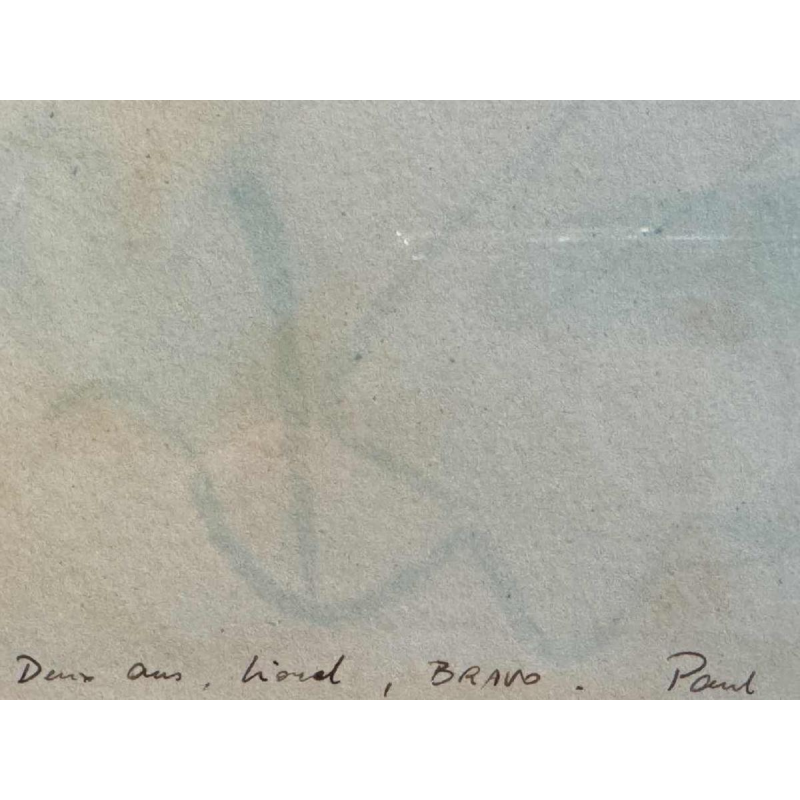 Deux ans, Lionel, BRAVO. Paul